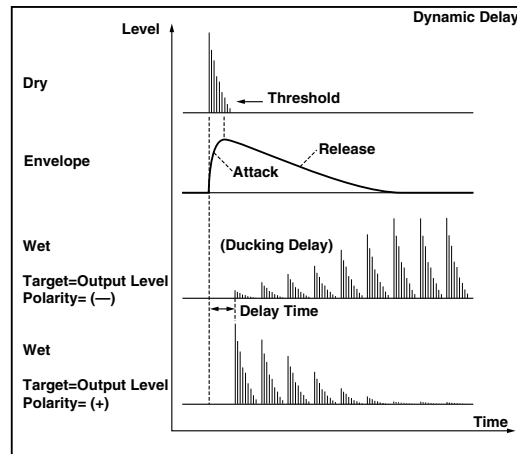 Dynamic Delay
Level
Dry
Threshold
Envelope
Release
Attack
Wet
(Ducking Delay)
Target=Output Level
Polarity= (—)
Delay Time
Wet
Target=Output Level
Polarity= (+)
Time